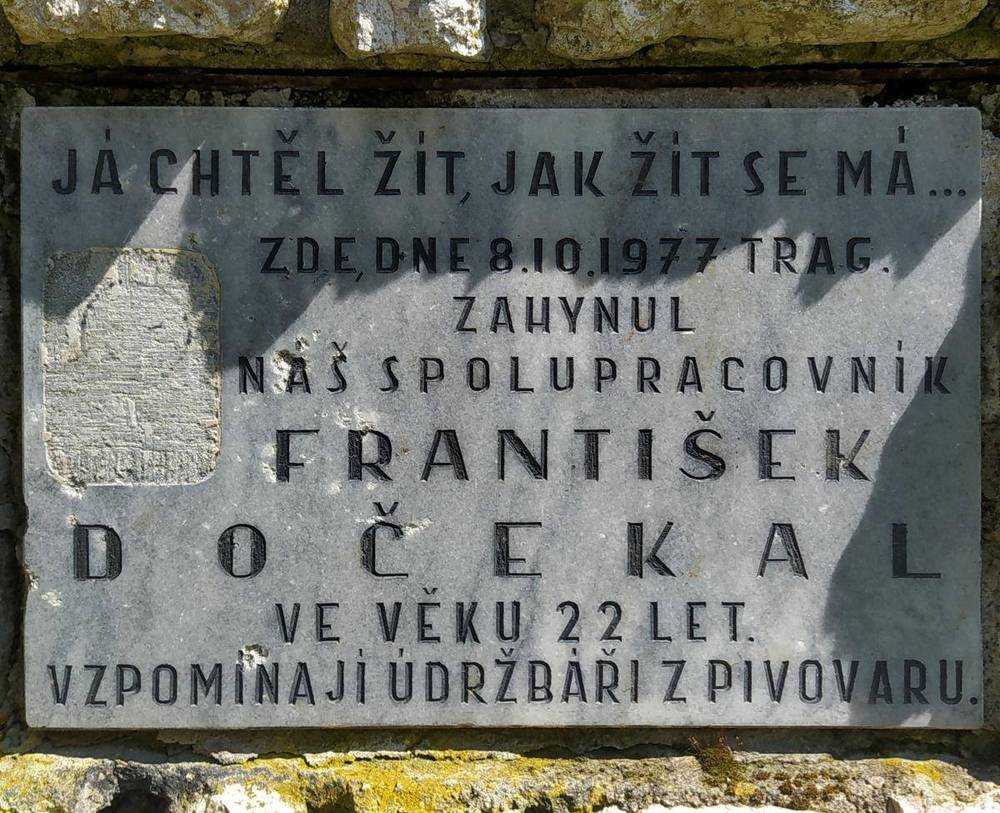 JÁ CHTĚL ŽÍT, JAK ŽÍT SE MÁ...
ZDE, DNE 8.10.1977 TRAG.
ZAHYNUL
NÁŠ SPOLUPRACOVNÍK
FRANTIŠEK
DOČEKAL
VE VĚKU 22 LET.
VZPOMÍNAJÍ ÚDRŽBÁŘI Z PIVOVARU.